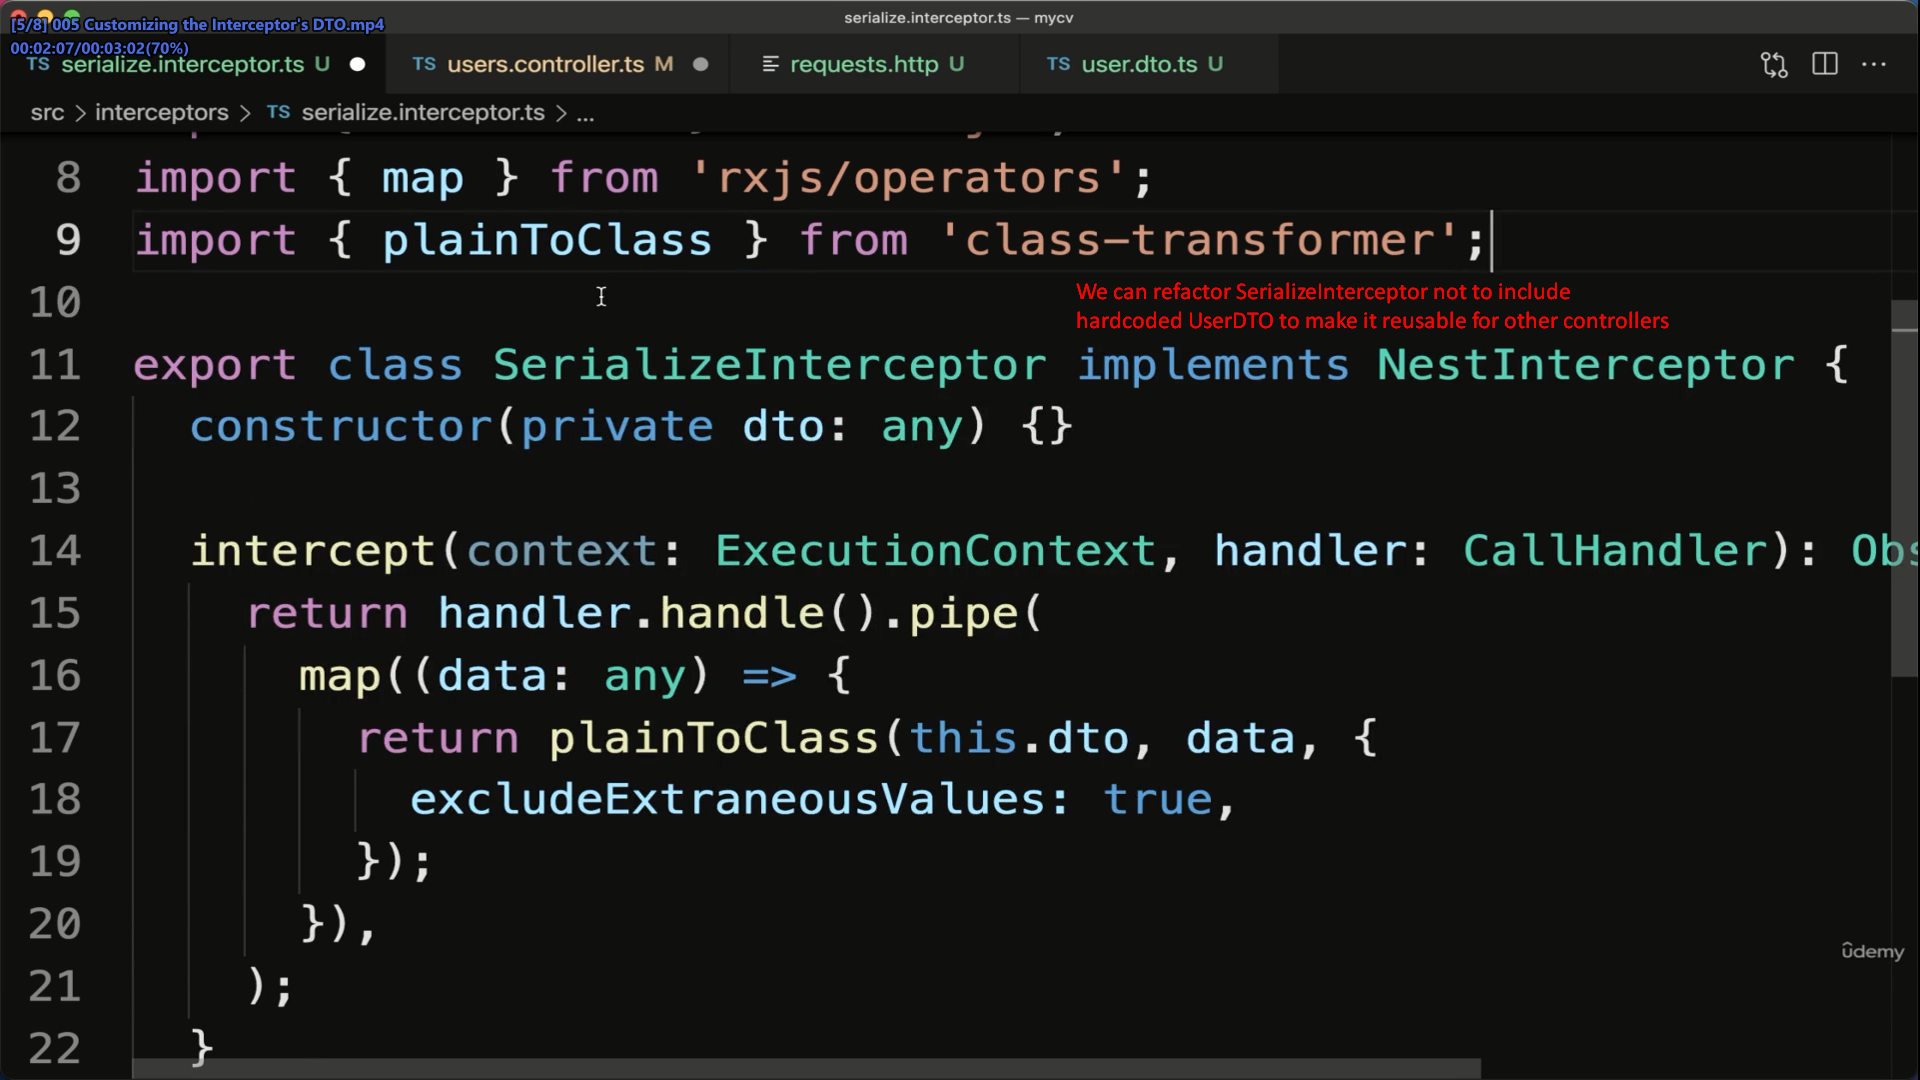 serialize.interceptor.ts — mycv
[5/8] 005 Customizing the Interceptor's DTO.mp4
00:02:07/00:03:02(70%)
TS serialize.interceptor.ts U
TS users.controller.ts M
requests.http U
TS user.dto.ts U
src > interceptors > TS serialize.interceptor.ts > ...
8 import { map } from 'rxjs/operators';
9 import { plainToClass } from 'class-transformer';
10
We can refactor SerializeInterceptor not to include
hardcoded UserDTO to make it reusable for other controllers
11 export class SerializeInterceptor implements NestInterceptor {
12 constructor(private dto: any) {}
13
14 intercept(context: ExecutionContext, handler: CallHandler): Obs
15 return handler.handle().pipe(
16 map((data: any) => {
17 return plainToClass(this.dto, data, {
18 excludeExtraneousValues: true,
19 });
20 }),
21 );
22 }
ûdemy